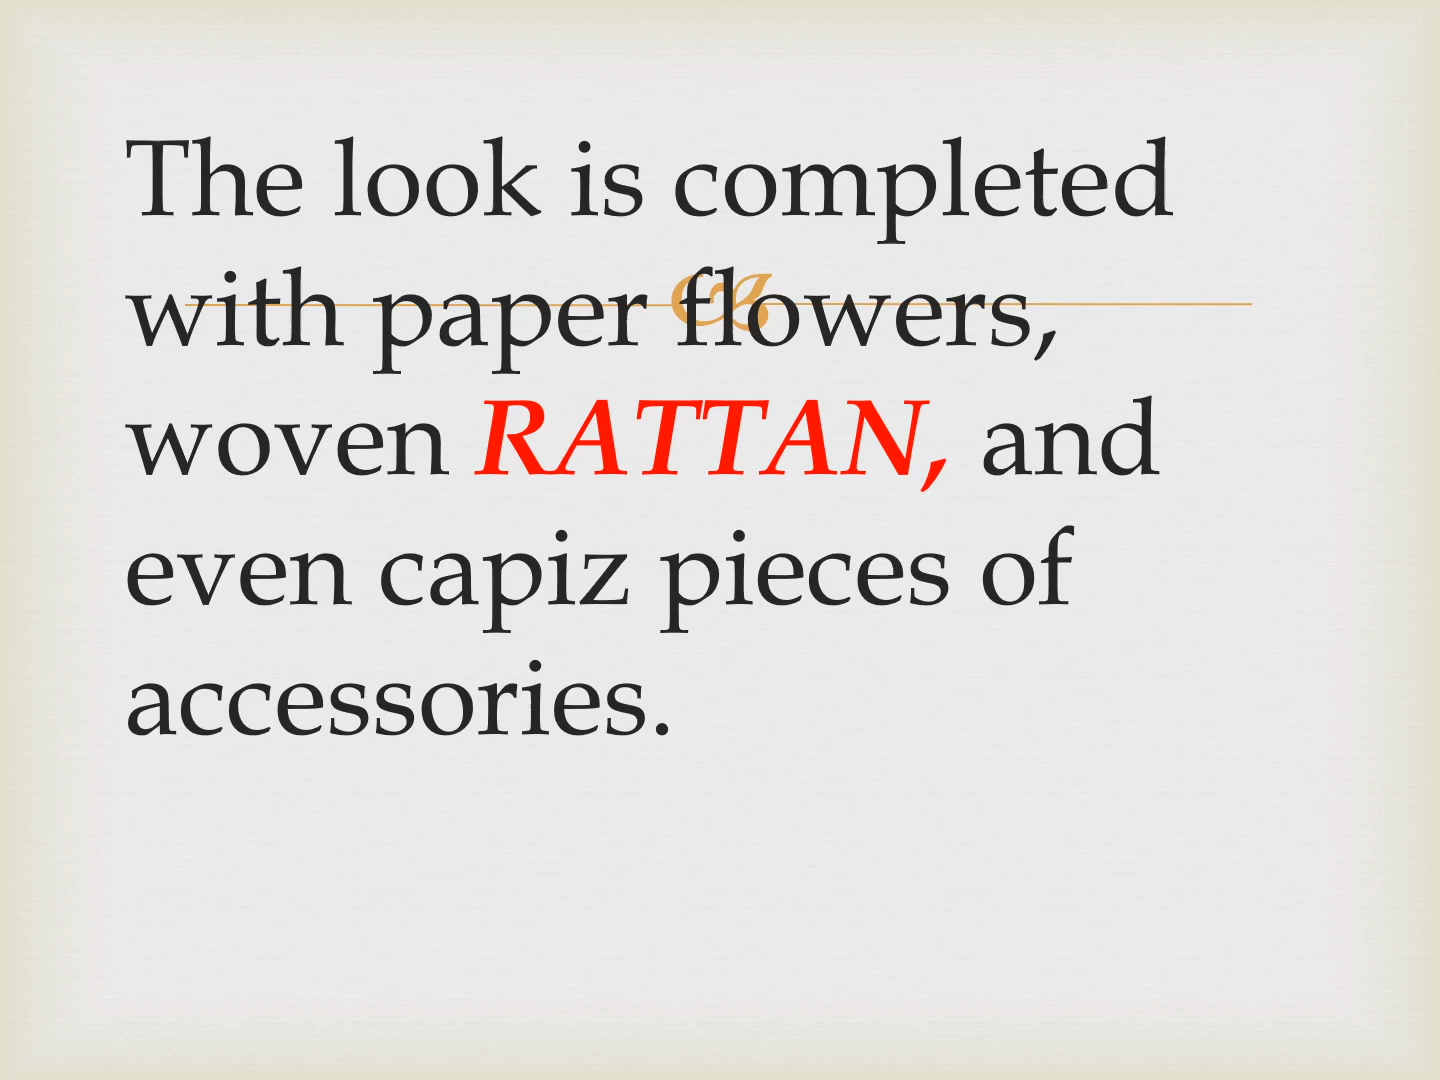 The look is completed
with paper flowers,
woven RATTAN, and
even capiz pieces of
accessories.